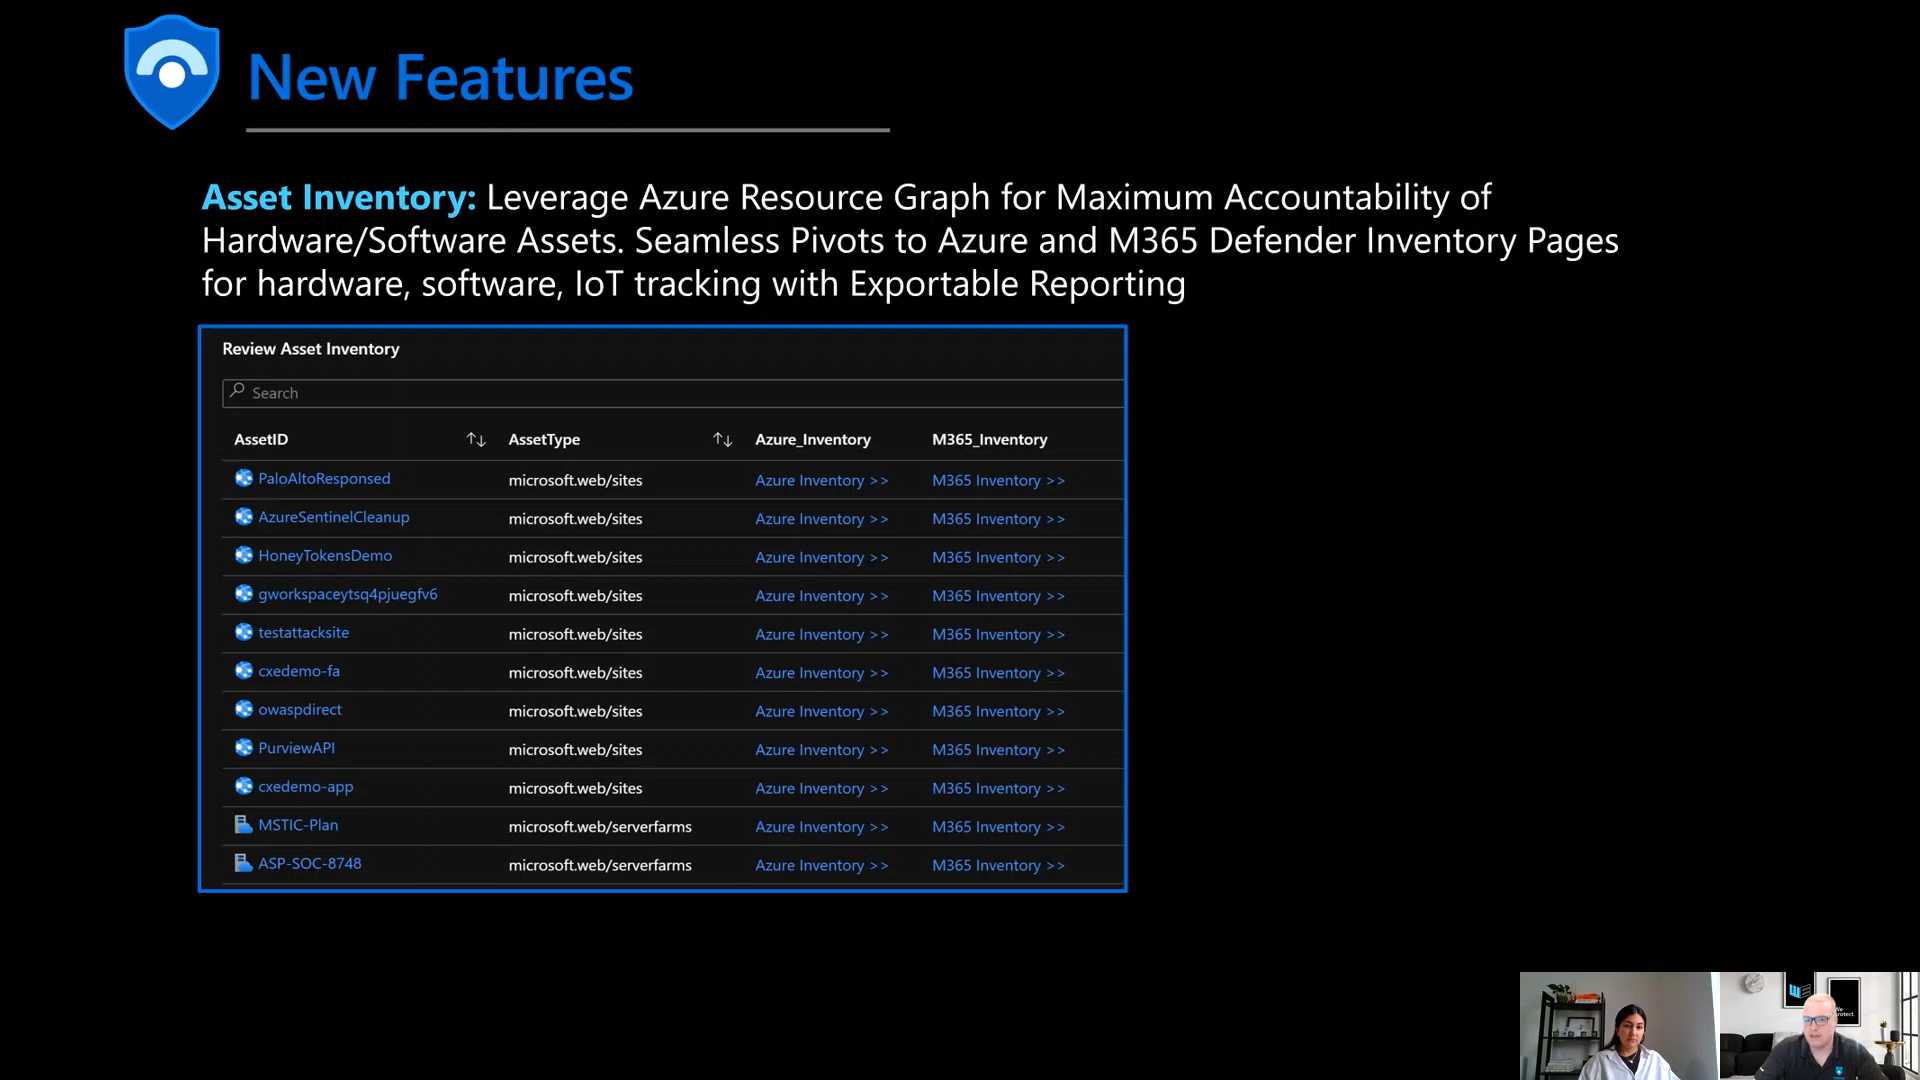 New Features
Asset Inventory: Leverage Azure Resource Graph for Maximum Accountability of
Hardware/Software Assets. Seamless Pivots to Azure and M365 Defender Inventory Pages
for hardware, software, IoT tracking with Exportable Reporting
Review Asset Inventory
Search
AssetID AssetType Azure_Inventory M365_Inventory
PaloAltoResponsed microsoft.web/sites Azure Inventory >> M365 Inventory >>
AzureSentinelCleanup microsoft.web/sites Azure Inventory >> M365 Inventory >>
HoneyTokensDemo microsoft.web/sites Azure Inventory >> M365 Inventory >>
gworkspaceytsq4pjuegfv6 microsoft.web/sites Azure Inventory >> M365 Inventory >>
testattacksite microsoft.web/sites Azure Inventory >> M365 Inventory >>
cxedemo-fa microsoft.web/sites Azure Inventory >> M365 Inventory >>
owaspdirect microsoft.web/sites Azure Inventory >> M365 Inventory >>
PurviewAPI microsoft.web/sites Azure Inventory >> M365 Inventory >>
cxedemo-app microsoft.web/sites Azure Inventory >> M365 Inventory >>
MSTIC-Plan microsoft.web/serverfarms Azure Inventory >> M365 Inventory >>
ASP-SOC-8748 microsoft.web/serverfarms Azure Inventory >> M365 Inventory >>